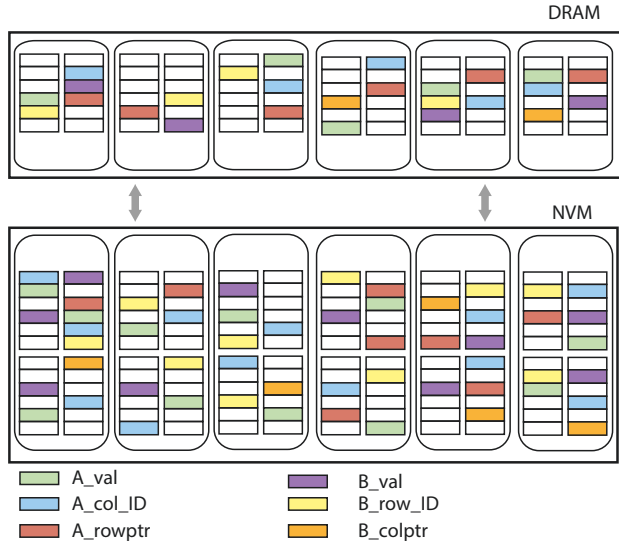 DRAM
NVM
A_val
B_val
A_col_ID
B_row_ID
A_rowptr
B_colptr